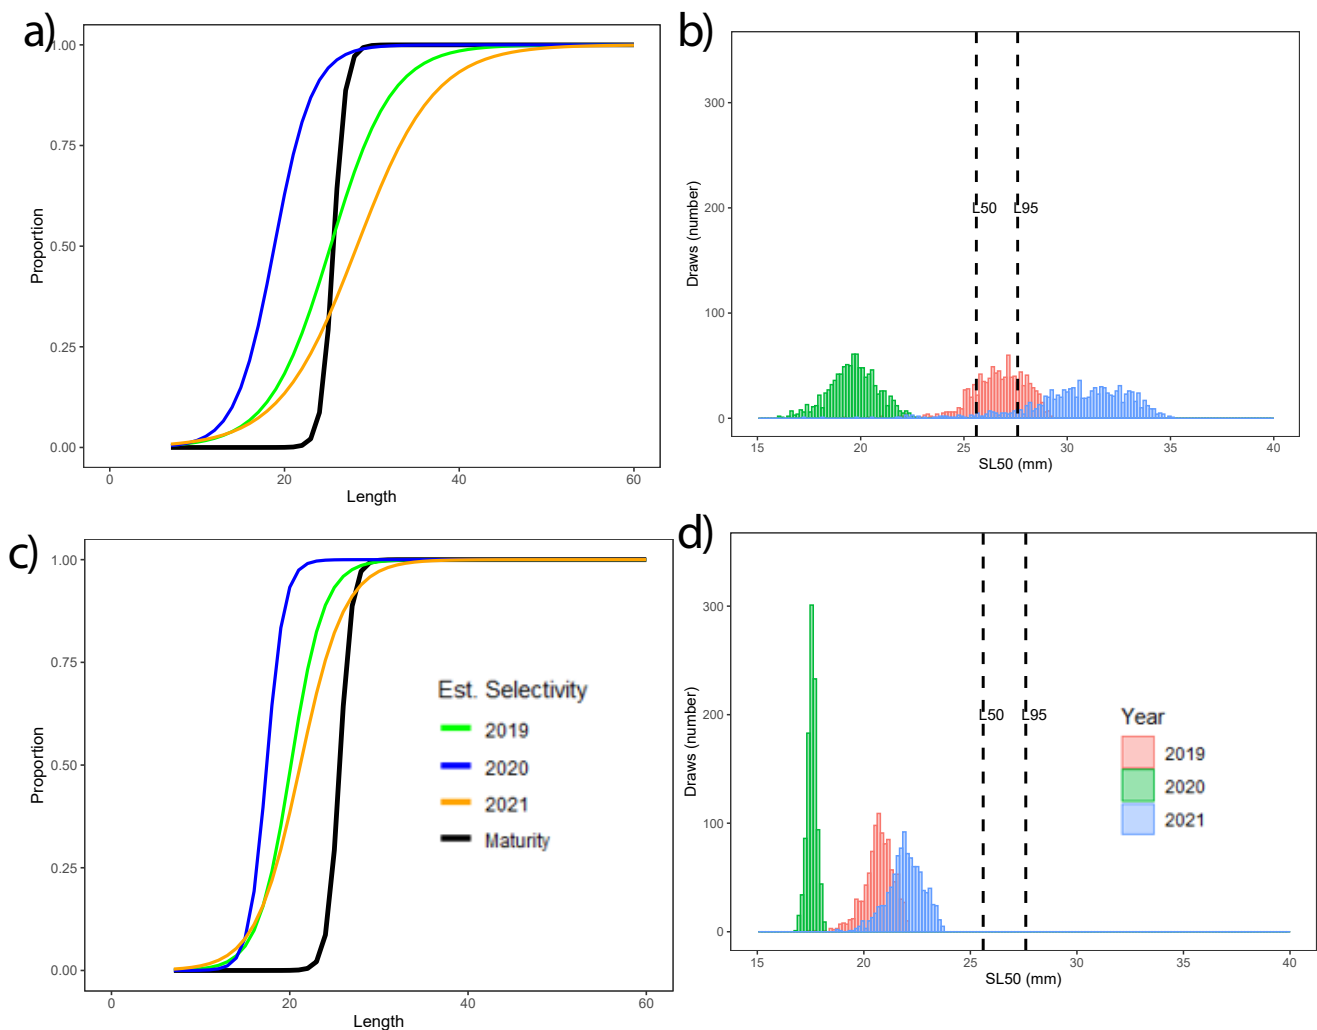 a)
1.00
0.75
0.50
0.25
0.00
Proportion
0 20 40 60
Length
b)
300
200
100
0
Draws (number)
L50 L95
15 20 25 30 35 40
SL50 (mm)
c)
1.00
0.75
0.50
0.25
0.00
Proportion
Est. Selectivity
2019
2020
2021
Maturity
0 20 40 60
Length
d)
300
200
100
0
Draws (number)
L50 L95
Year
2019
2020
2021
15 20 25 30 35 40
SL50 (mm)